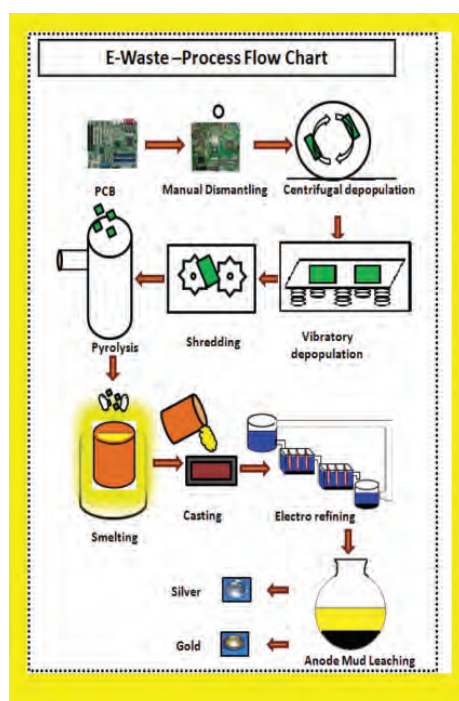 E-Waste –Process Flow Chart
PCB
Manual Dismantling
Centrifugal depopulation
Vibratory
depopulation
Shredding
Pyrolysis
Smelting
Casting
Electro refining
Anode Mud Leaching
Silver
Gold